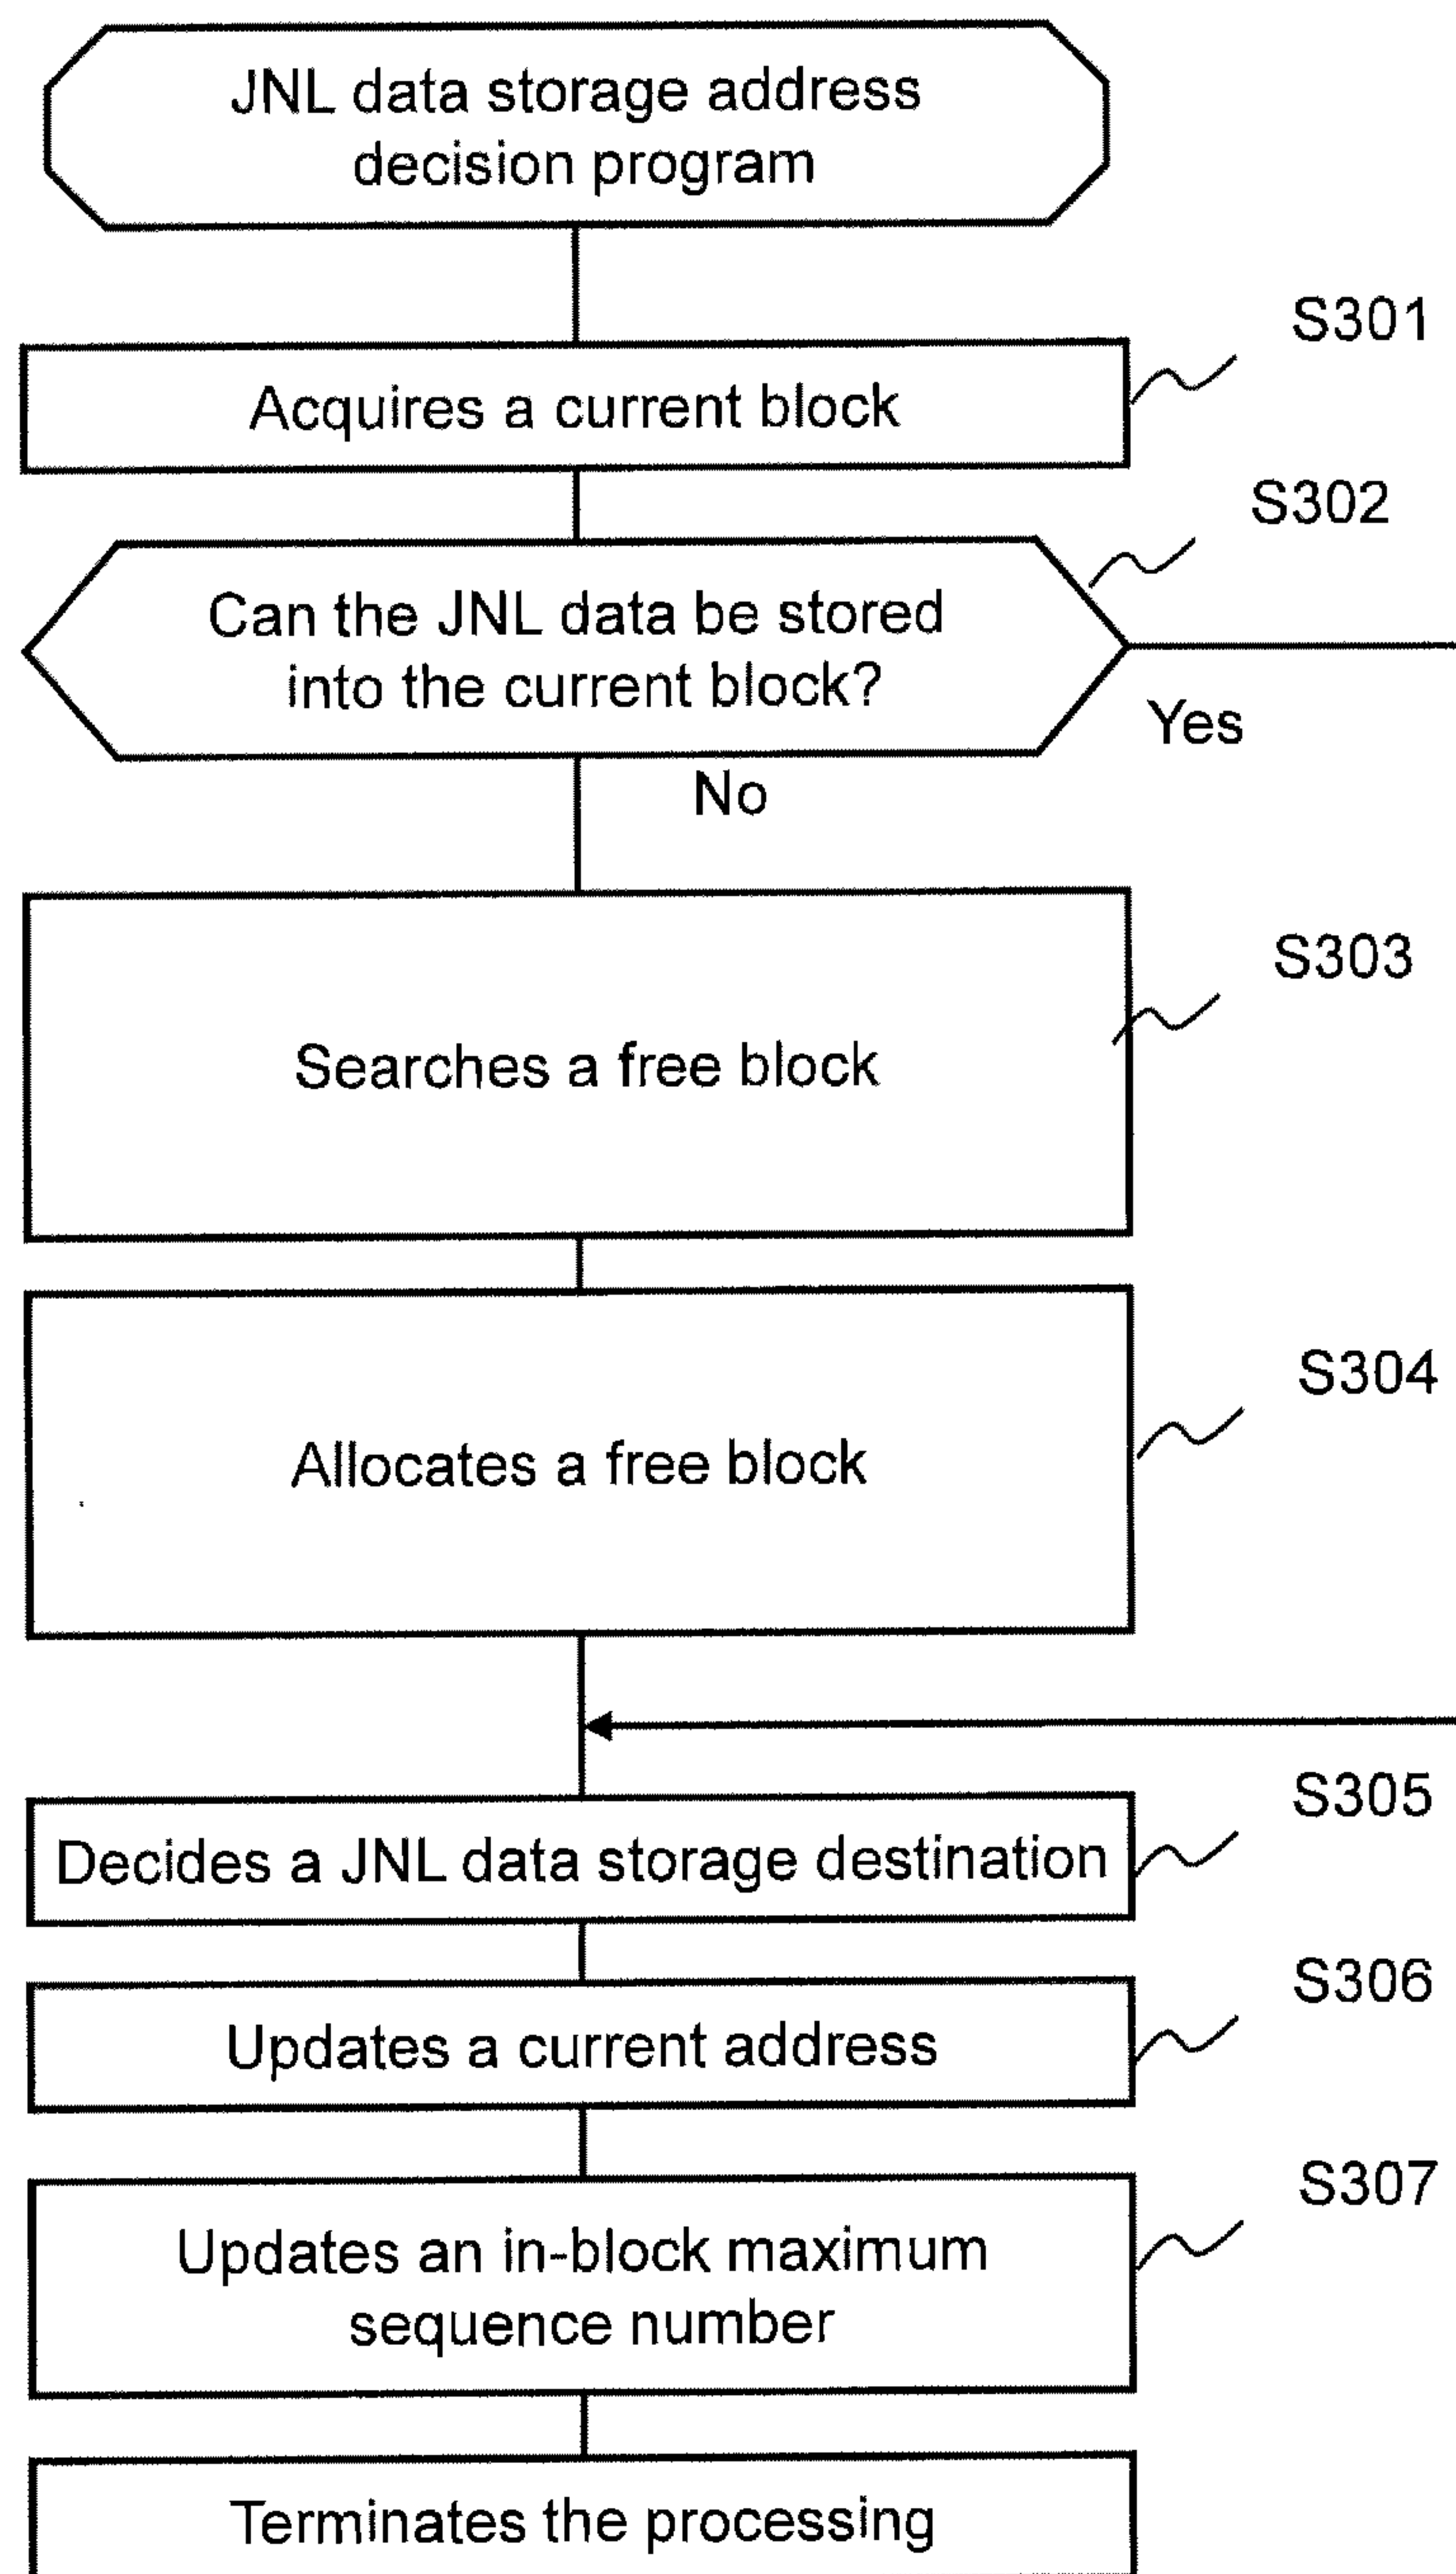 JNL data storage address
decision program
S301
Acquires a current block
S302
Can the JNL data be stored
into the current block?
Yes
No
S303
Searches a free block
S304
Allocates a free block
S305
Decides a JNL data storage destination
S306
Updates a current address
S307
Updates an in-block maximum
sequence number
Terminates the processing